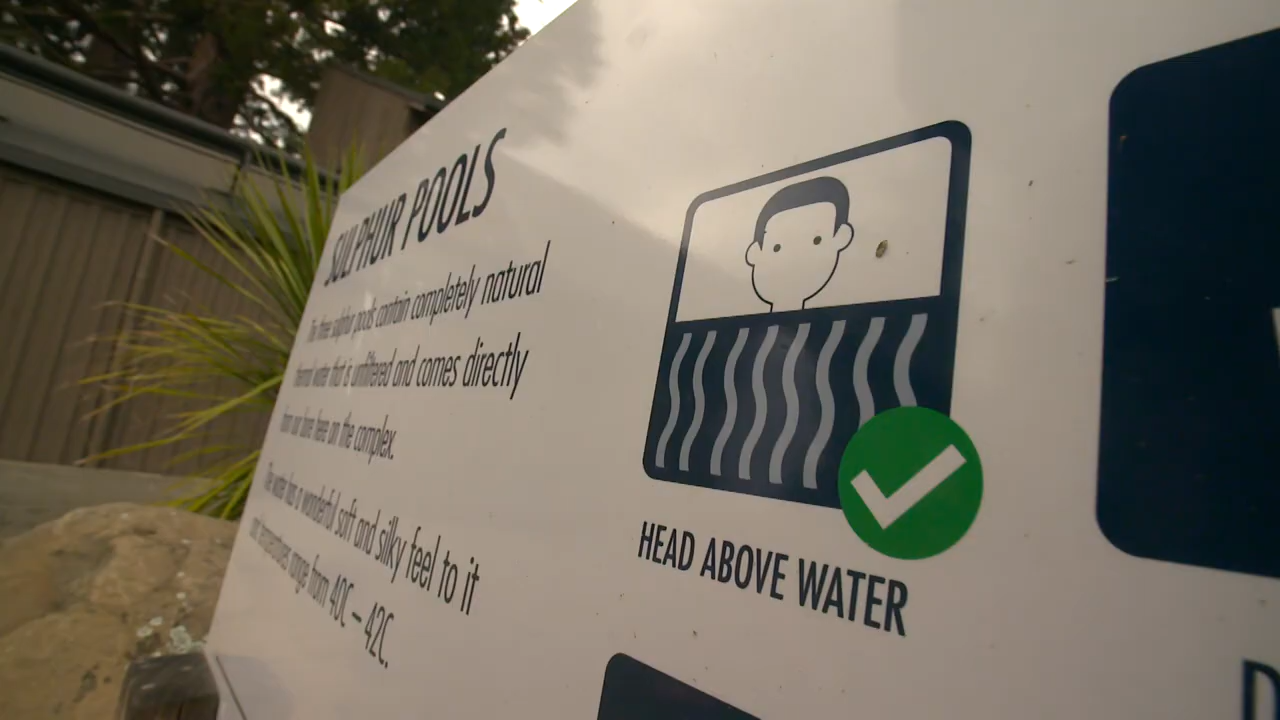 SULPHUR POOLS
The three sulphur pools contain completely natural
thermal water that is unfiltered and comes directly
from our bore here on the complex.
The water has a wonderful soft and silky feel to it
and temperatures range from 40C – 42C.
HEAD ABOVE WATER